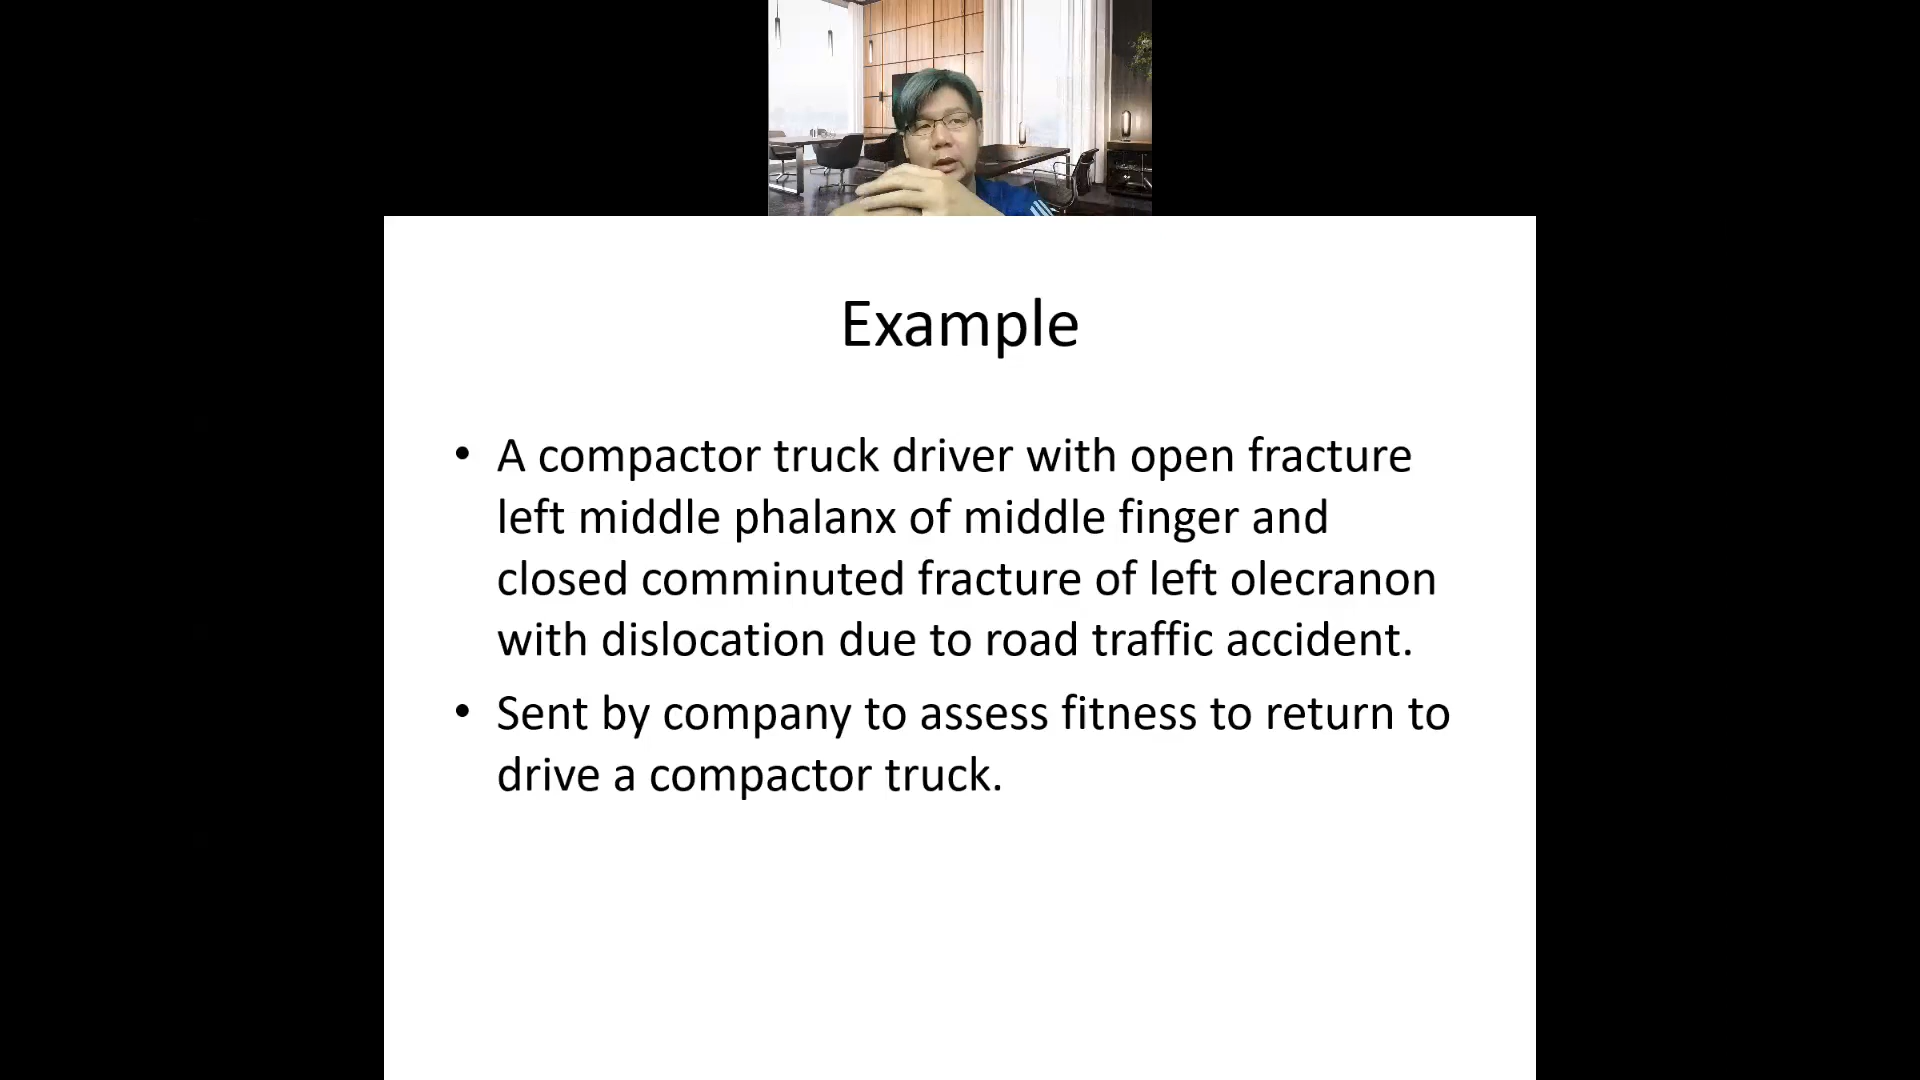 Example
• A compactor truck driver with open fracture
left middle phalanx of middle finger and
closed comminuted fracture of left olecranon
with dislocation due to road traffic accident.
• Sent by company to assess fitness to return to
drive a compactor truck.